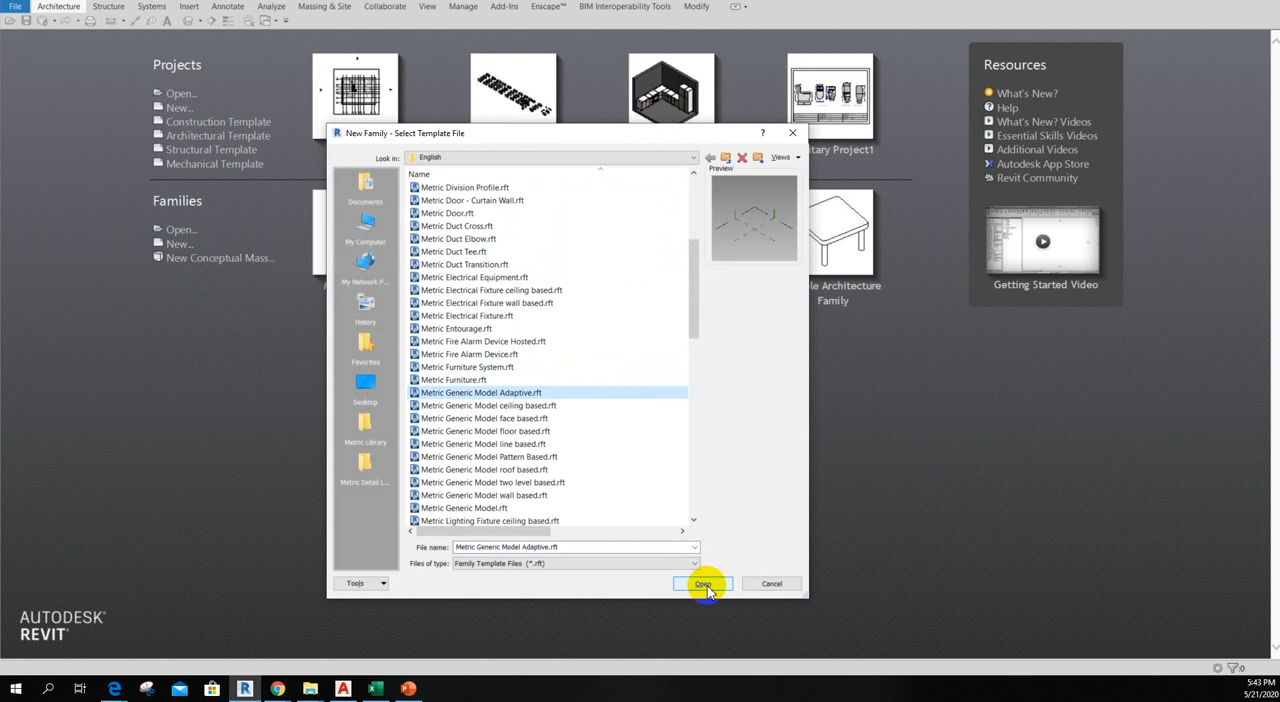 File Architecture Structure Systems Insert Annotate Analyze Massing & Site Collaborate View Manage Add-Ins Enscape™ BIM Interoperability Tools Modify
Projects
Open...
New...
Construction Template
Architectural Template
Structural Template
Mechanical Template
Families
Open...
New...
New Conceptual Mass...
New Family - Select Template File
?
Look in: English
Views
Documents
My Computer
My Network P...
History
Favorites
Desktop
Metric Library
Metric Detail L...
Name
Metric Division Profile.rft
Metric Door - Curtain Wall.rft
Metric Door.rft
Metric Duct Cross.rft
Metric Duct Elbow.rft
Metric Duct Tee.rft
Metric Duct Transition.rft
Metric Electrical Equipment.rft
Metric Electrical Fixture ceiling based.rft
Metric Electrical Fixture wall based.rft
Metric Electrical Fixture.rft
Metric Entourage.rft
Metric Fire Alarm Device Hosted.rft
Metric Fire Alarm Device.rft
Metric Furniture System.rft
Metric Furniture.rft
Metric Generic Model Adaptive.rft
Metric Generic Model ceiling based.rft
Metric Generic Model face based.rft
Metric Generic Model floor based.rft
Metric Generic Model line based.rft
Metric Generic Model Pattern Based.rft
Metric Generic Model roof based.rft
Metric Generic Model two level based.rft
Metric Generic Model wall based.rft
Metric Generic Model.rft
Metric Lighting Fixture ceiling based.rft
Preview
File name: Metric Generic Model Adaptive.rft
Files of type: Family Template Files (*.rft)
Tools
Open
Cancel
itary Project1
le Architecture
Family
Resources
What's New?
Help
What's New? Videos
Essential Skills Videos
Additional Videos
Autodesk App Store
Revit Community
Getting Started Video
AUTODESK®
REVIT®
:0
5:43 PM
5/21/2020